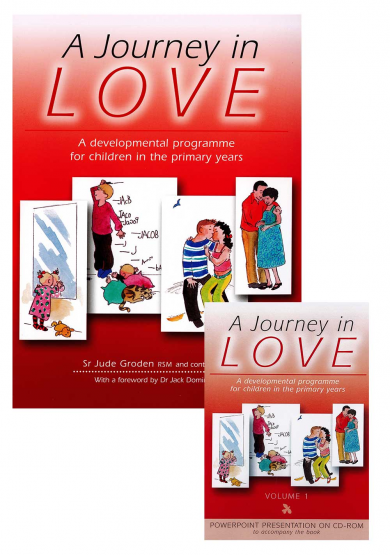 A Journey in
LOVE
A developmental programme
for children in the primary years
JACOB
Sr Jude Groden RSM and
With a foreword by Dr Jack
A Journey in
LOVE
A developmental programme
for children in the primary years
VOLUME 1
POWERPOINT PRESENTATION ON CD-ROM
to accompany the book